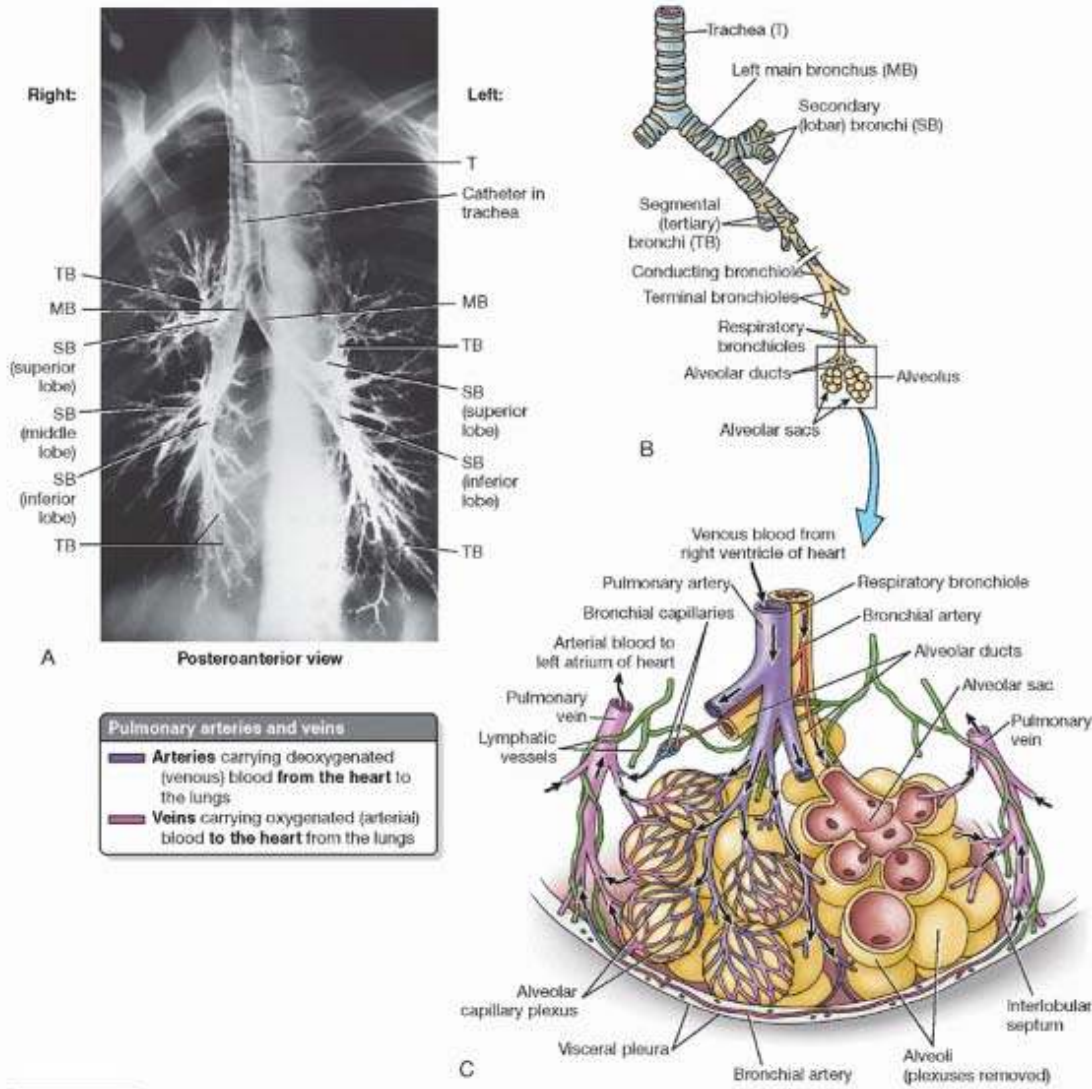 Right:
Left:
T
Catheter in
trachea
TB
MB
SB
(superior
lobe)
SB
(middle
lobe)
SB
(inferior
lobe)
TB
MB
TB
SB
(superior
lobe)
SB
(inferior
lobe)
TB
A
Posteroanterior view
Trachea (T)
Left main bronchus (MB)
Secondary
(lobar) bronchi (SB)
Segmental
(tertiary)
bronchi (TB)
Conducting bronchiole
Terminal bronchioles
Respiratory
bronchioles
Alveolar ducts
Alveolus
Alveolar sacs
B
Pulmonary arteries and veins
Arteries carrying deoxygenated
(venous) blood from the heart to
the lungs
Veins carrying oxygenated (arterial)
blood to the heart from the lungs
Venous blood from
right ventricle of heart
Pulmonary artery
Respiratory bronchiole
Bronchial capillaries
Bronchial artery
Arterial blood to
left atrium of heart
Alveolar ducts
Alveolar sac
Pulmonary
vein
Pulmonary
vein
Lymphatic
vessels
Alveolar
capillary plexus
Interlobular
septum
Visceral pleura
Alveoli
(plexuses removed)
Bronchial artery
C